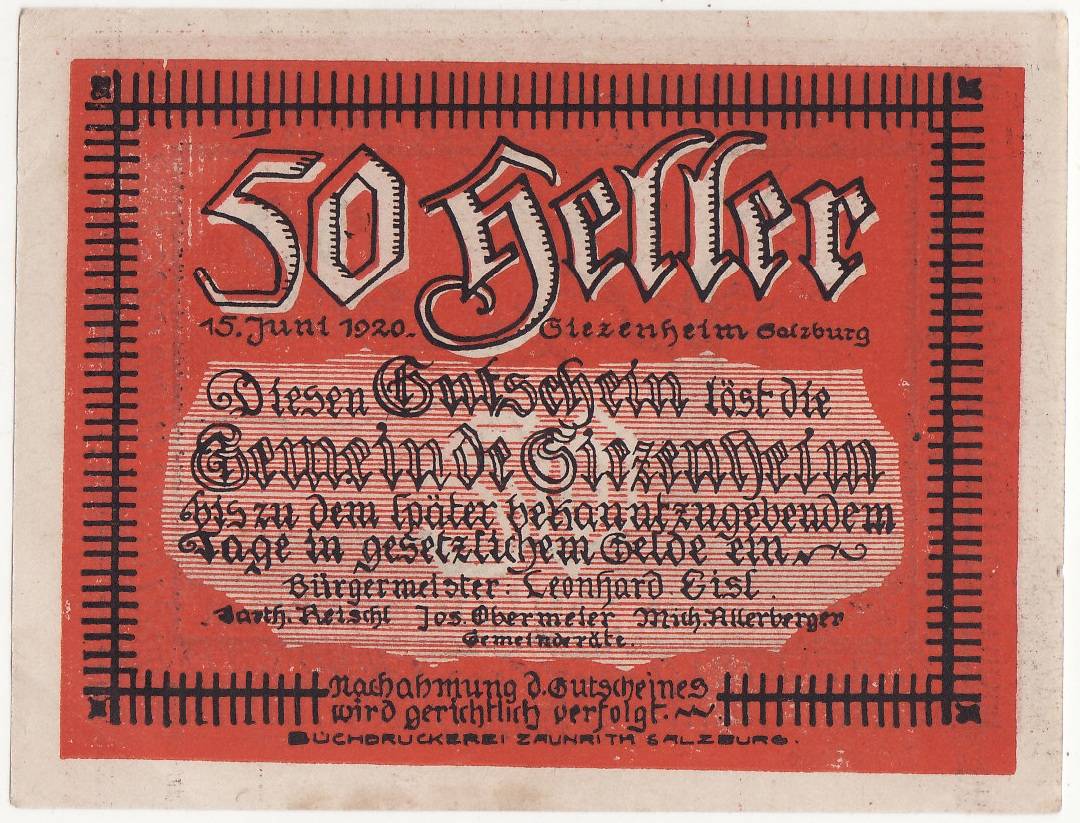 50 Heller
15. Juni 1920. Siezenheim Salzburg
Diesen Gutschein löst die
Gemeinde Siezenheim
bis zu dem später bekanntzugebendem
Tage in gesetzlichem Gelde ein.
Bürgermeister: Leonhard Eisl.
Barth. Reischl Jos. Obermeier Mich. Allerberger
Gemeinderäte.
Nachahmung d. Gutscheines
wird gerichtlich verfolgt.
BUCHDRUCKEREI ZAUNRITH SALZBURG.